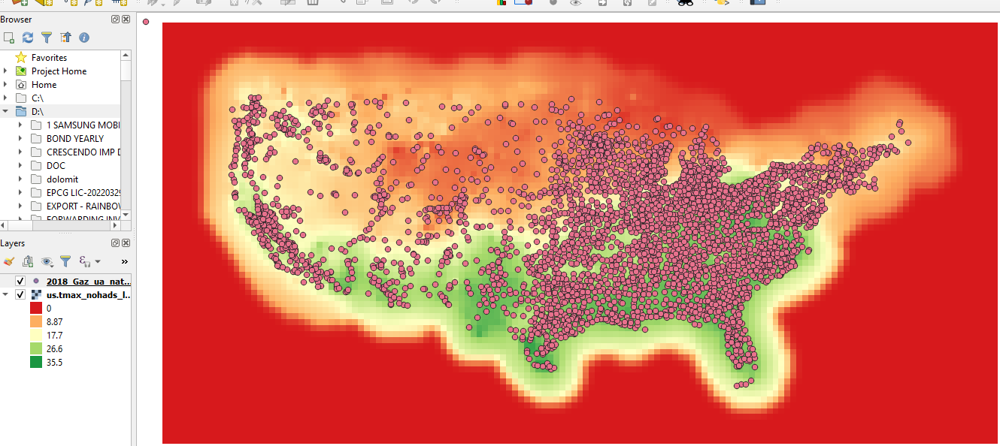 Browser
Favorites
Project Home
Home
C:\
D:\
1 SAMSUNG MOBI
BOND YEARLY
CRESCENDO IMP D
DOC
dolomit
EPCG LIC-20220329
EXPORT - RAINBOW
FORWARDING INV
Layers
»
2018_Gaz_ua_nat...
us.tmax_nohads_l...
0
8.87
17.7
26.6
35.5